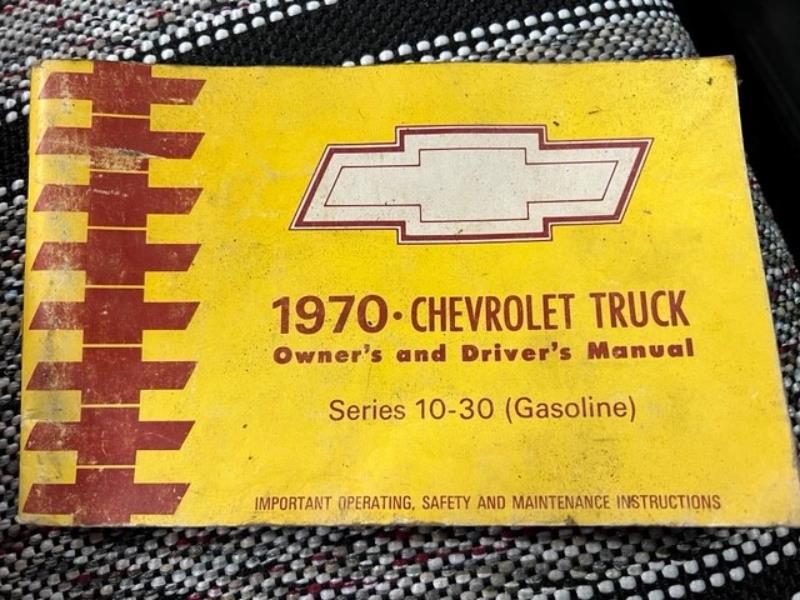 1970 · CHEVROLET TRUCK
Owner's and Driver's Manual
Series 10-30 (Gasoline)
IMPORTANT OPERATING, SAFETY AND MAINTENANCE INSTRUCTIONS